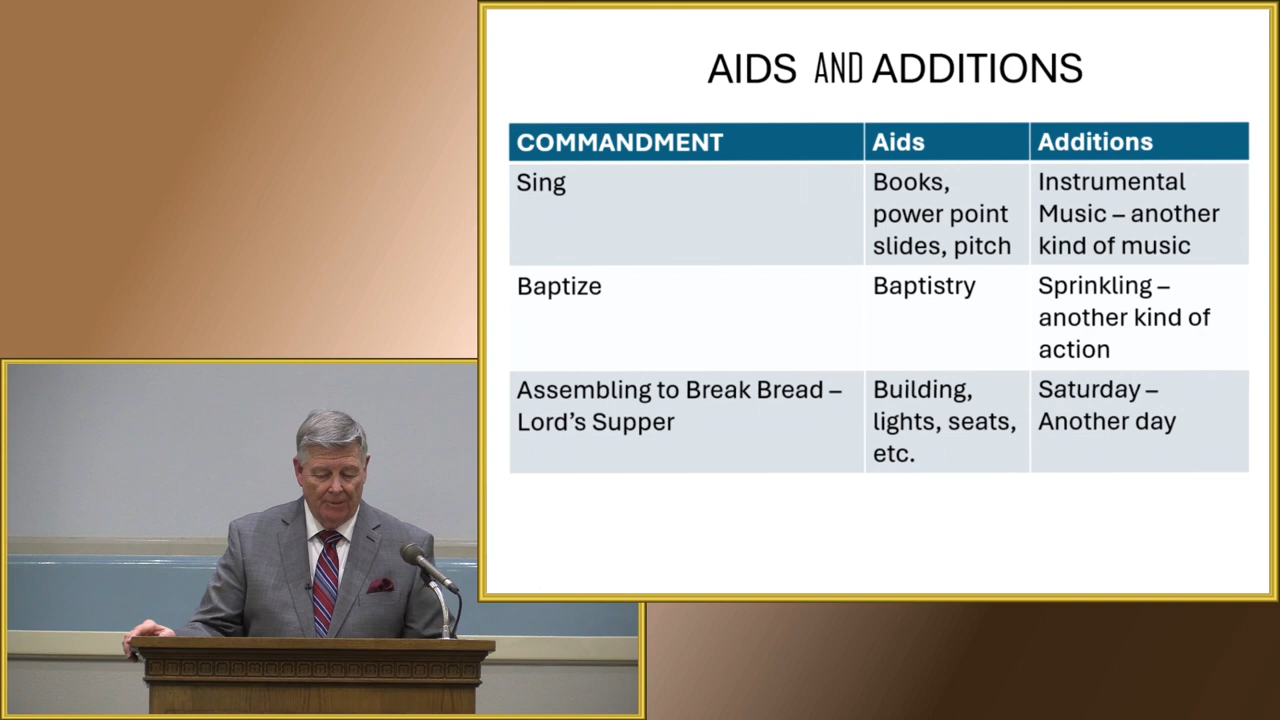 AIDS AND ADDITIONS
COMMANDMENT Aids Additions
Sing
Books,
power point
slides, pitch
Instrumental
Music – another
kind of music
Baptize
Baptistry
Sprinkling –
another kind of
action
Assembling to Break Bread –
Lord's Supper
Building,
lights, seats,
etc.
Saturday –
Another day